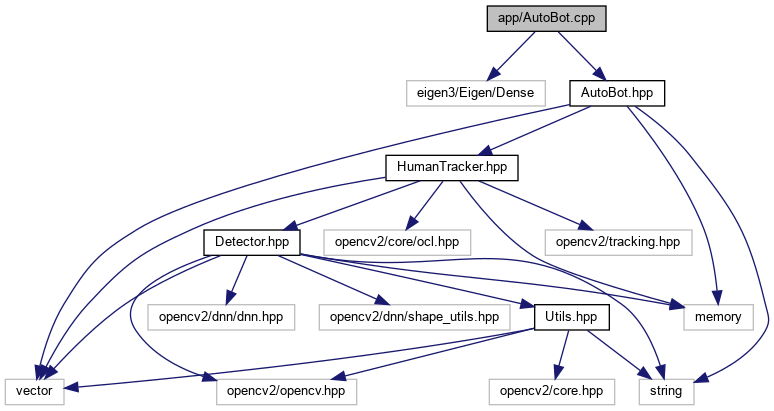 app/AutoBot.cpp
eigen3/Eigen/Dense
AutoBot.hpp
HumanTracker.hpp
Detector.hpp
opencv2/core/ocl.hpp
opencv2/tracking.hpp
opencv2/dnn/dnn.hpp
opencv2/dnn/shape_utils.hpp
Utils.hpp
memory
vector
opencv2/opencv.hpp
opencv2/core.hpp
string